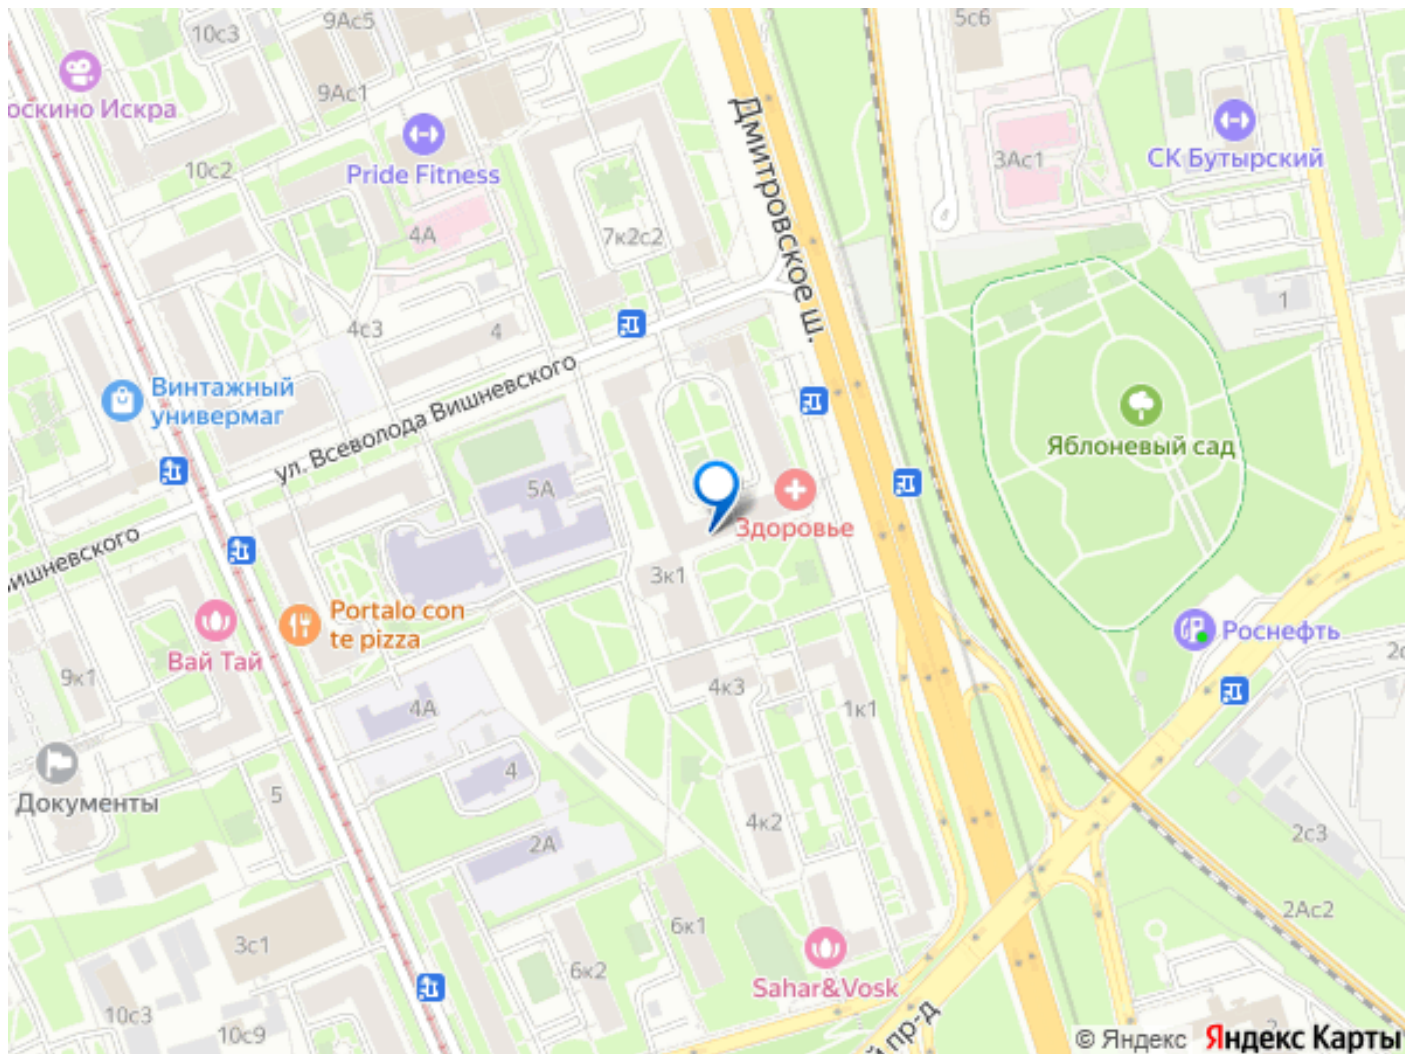 5с6
9Ас5
10с3
9Ас1
оскино Искра
Pride Fitness
10с2
4А
7к2с2
Дмитровское ш.
3Ас1
СК Бутырский
1
4с3
4
Винтажный
универмаг
ул. Всеволода Вишневского
Яблоневый сад
5А
Здоровье
ишневского
3к1
Portalo con
te pizza
Вай Тай
Роснефть
9к1
4к3
4А
1к1
4
Документы
5
4к2
2с3
2А
2Ас2
6к1
3с1
6к2
Sahar&Vosk
10с3
10с9
й пр-д
© Яндекс Яндекс Карты